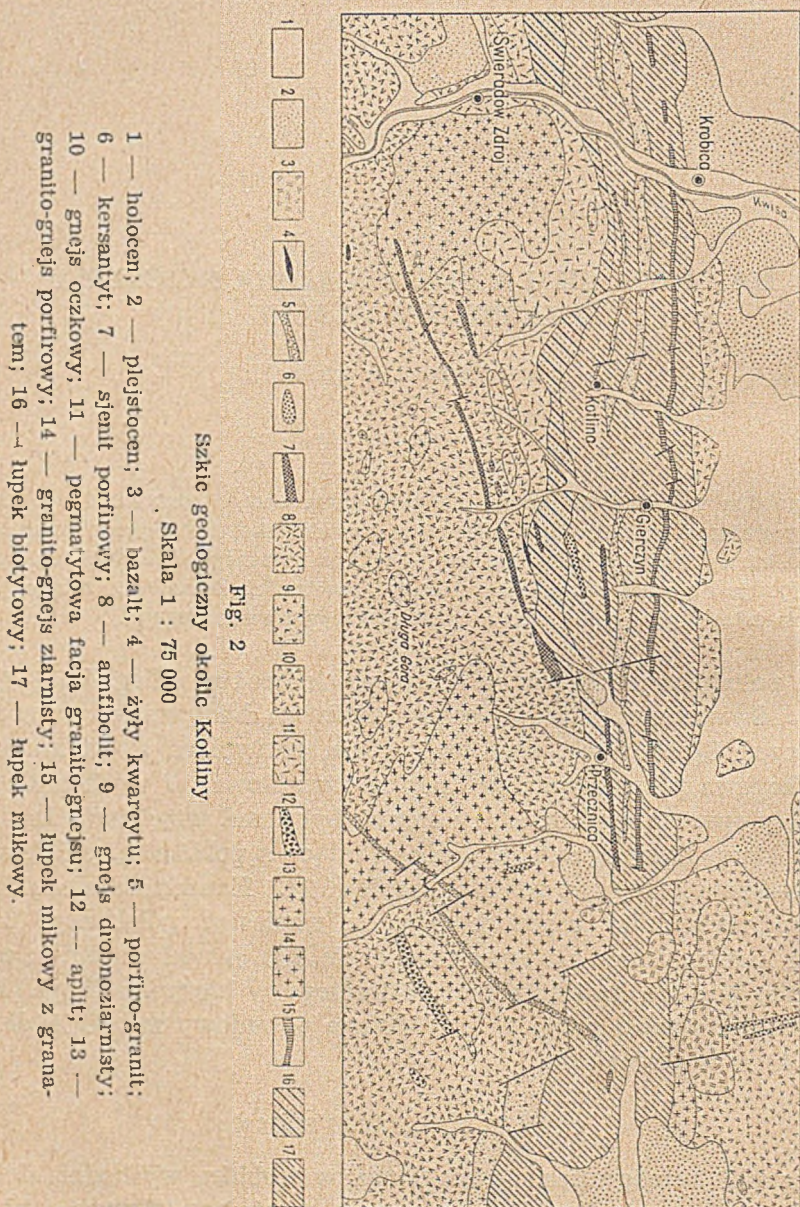 Świerodów Zdrój
Krobica
Kwisa
Kotlina
Gierczyn
Długa Góra
Przecznica
1 2 3 4 5 6 7 8 9 10 11 12 13 14 15 16 17
Fig. 2
Szkic geologiczny okolic Kotliny
Skala 1 : 75 000
1 — holocen; 2 — plejstocen; 3 — bazalt; 4 — żyły kwarcytu; 5 — porfiro-granit;
6 — kersantyt; 7 — sjenit porfirowy; 8 — amfibolit; 9 — gnejs drobnoziarnisty;
10 — gnejs oczkowy; 11 — pegmatytowa facja granito-gnejsu; 12 — aplit; 13 —
granito-gnejs porfirowy; 14 — granito-gnejs ziarnisty; 15 — łupek mikowy z grana-
tem; 16 — łupek biotytowy; 17 — łupek mikowy.